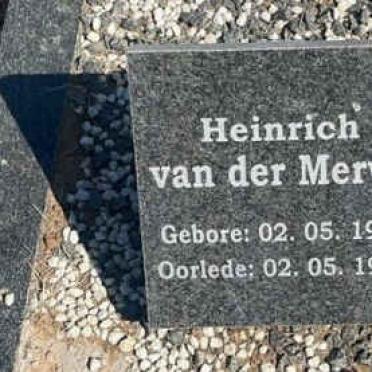 Heinrich
van der Merw
Gebore: 02. 05. 19
Oorlede: 02. 05. 19